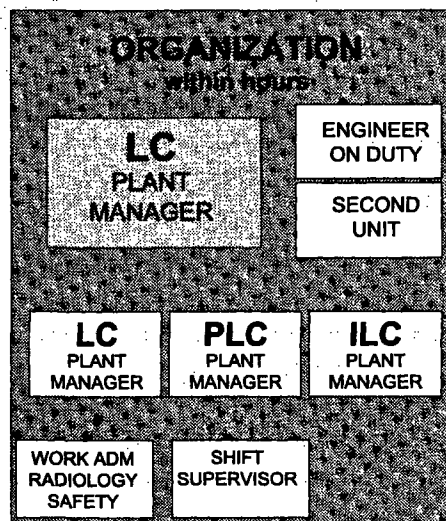 ORGANIZATION
within hours
LC
PLANT
MANAGER
ENGINEER
ON DUTY
SECOND
UNIT
LC
PLANT
MANAGER
PLC
PLANT
MANAGER
ILC
PLANT
MANAGER
WORK ADM
RADIOLOGY
SAFETY
SHIFT
SUPERVISOR